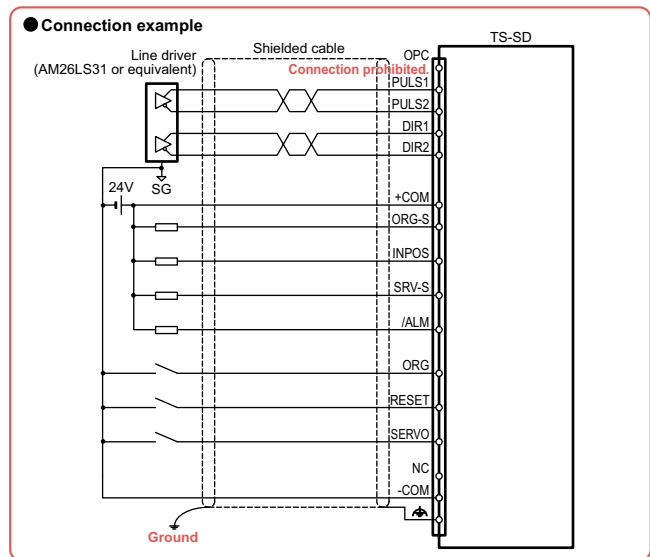 Connection example
TS-SD
Line driver
(AM26LS31 or equivalent)
Shielded cable
OPC
Connection prohibited.
PULS1
PULS2
DIR1
DIR2
SG
24V
+COM
ORG-S
INPOS
SRV-S
/ALM
ORG
RESET
SERVO
NC
-COM
Ground